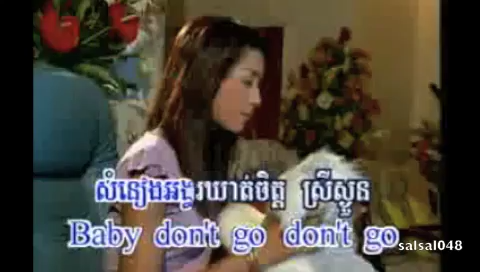 សំឡេងអង្វរឃាត់ចិត្ត ស្រីស្ងួន
Baby don't go don't go
salsal048